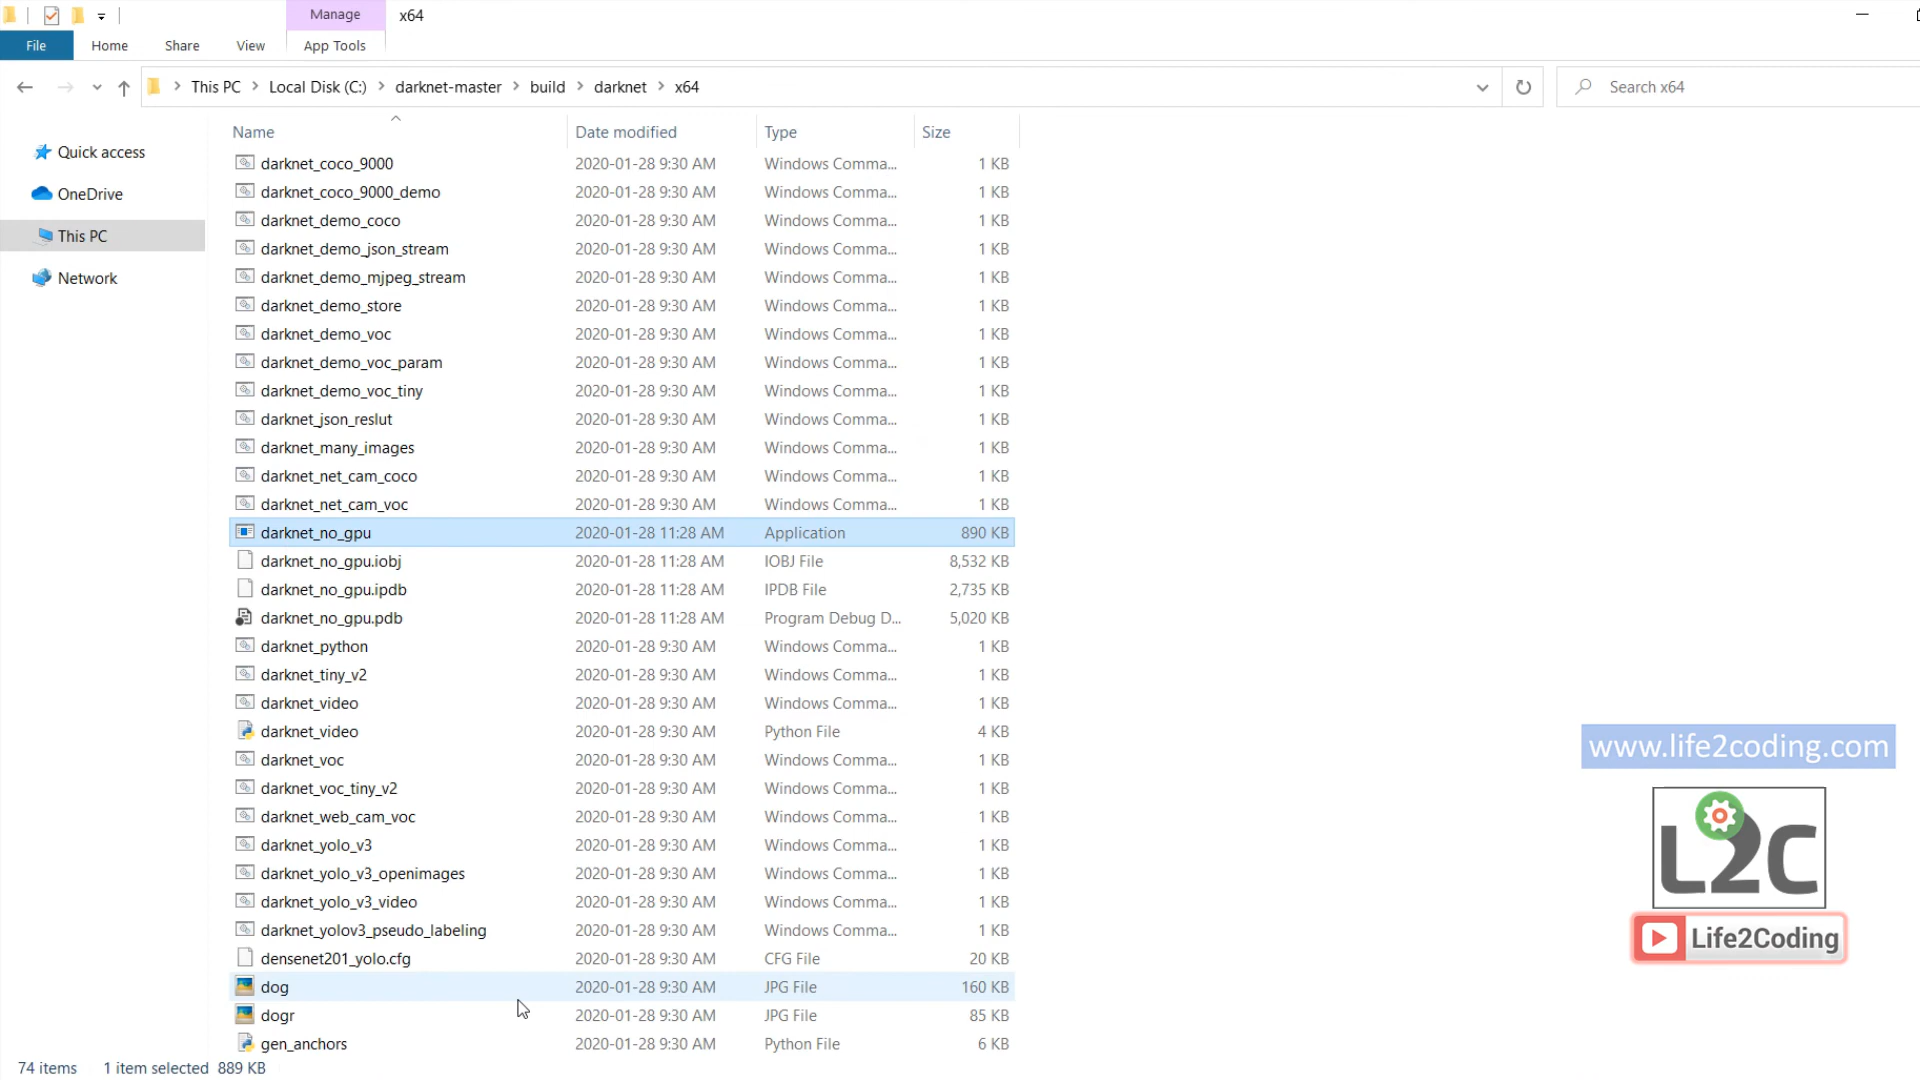 Manage x64
File Home Share View App Tools
This PC Local Disk (C:) darknet-master build darknet x64 Search x64
Name Date modified Type Size
Quick access
OneDrive
This PC
Network
darknet_coco_9000 2020-01-28 9:30 AM Windows Comma... 1 KB
darknet_coco_9000_demo 2020-01-28 9:30 AM Windows Comma... 1 KB
darknet_demo_coco 2020-01-28 9:30 AM Windows Comma... 1 KB
darknet_demo_json_stream 2020-01-28 9:30 AM Windows Comma... 1 KB
darknet_demo_mjpeg_stream 2020-01-28 9:30 AM Windows Comma... 1 KB
darknet_demo_store 2020-01-28 9:30 AM Windows Comma... 1 KB
darknet_demo_voc 2020-01-28 9:30 AM Windows Comma... 1 KB
darknet_demo_voc_param 2020-01-28 9:30 AM Windows Comma... 1 KB
darknet_demo_voc_tiny 2020-01-28 9:30 AM Windows Comma... 1 KB
darknet_json_reslut 2020-01-28 9:30 AM Windows Comma... 1 KB
darknet_many_images 2020-01-28 9:30 AM Windows Comma... 1 KB
darknet_net_cam_coco 2020-01-28 9:30 AM Windows Comma... 1 KB
darknet_net_cam_voc 2020-01-28 9:30 AM Windows Comma... 1 KB
darknet_no_gpu 2020-01-28 11:28 AM Application 890 KB
darknet_no_gpu.iobj 2020-01-28 11:28 AM IOBJ File 8,532 KB
darknet_no_gpu.ipdb 2020-01-28 11:28 AM IPDB File 2,735 KB
darknet_no_gpu.pdb 2020-01-28 11:28 AM Program Debug D... 5,020 KB
darknet_python 2020-01-28 9:30 AM Windows Comma... 1 KB
darknet_tiny_v2 2020-01-28 9:30 AM Windows Comma... 1 KB
darknet_video 2020-01-28 9:30 AM Windows Comma... 1 KB
darknet_video 2020-01-28 9:30 AM Python File 4 KB
darknet_voc 2020-01-28 9:30 AM Windows Comma... 1 KB
darknet_voc_tiny_v2 2020-01-28 9:30 AM Windows Comma... 1 KB
darknet_web_cam_voc 2020-01-28 9:30 AM Windows Comma... 1 KB
darknet_yolo_v3 2020-01-28 9:30 AM Windows Comma... 1 KB
darknet_yolo_v3_openimages 2020-01-28 9:30 AM Windows Comma... 1 KB
darknet_yolo_v3_video 2020-01-28 9:30 AM Windows Comma... 1 KB
darknet_yolov3_pseudo_labeling 2020-01-28 9:30 AM Windows Comma... 1 KB
densenet201_yolo.cfg 2020-01-28 9:30 AM CFG File 20 KB
dog 2020-01-28 9:30 AM JPG File 160 KB
dogr 2020-01-28 9:30 AM JPG File 85 KB
gen_anchors 2020-01-28 9:30 AM Python File 6 KB
74 items 1 item selected 889 KB
www.life2coding.com
L2C
Life2Coding